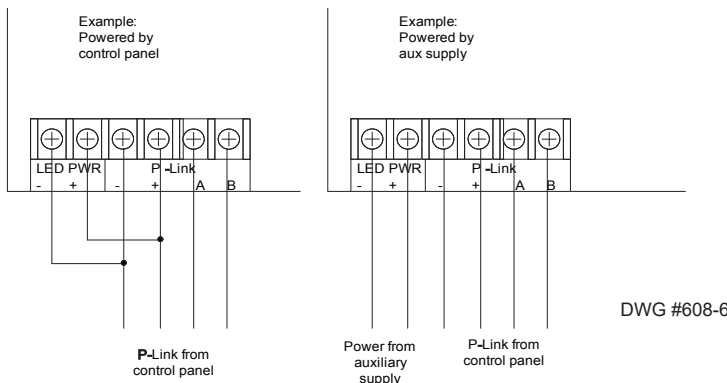 Example:
Powered by
control panel
Example:
Powered by
aux supply
LED PWR P -Link
- + - + A B
LED PWR P -Link
- + - + A B
DWG #608-6
P-Link from
control panel
Power from
auxiliary
supply
P-Link from
control panel